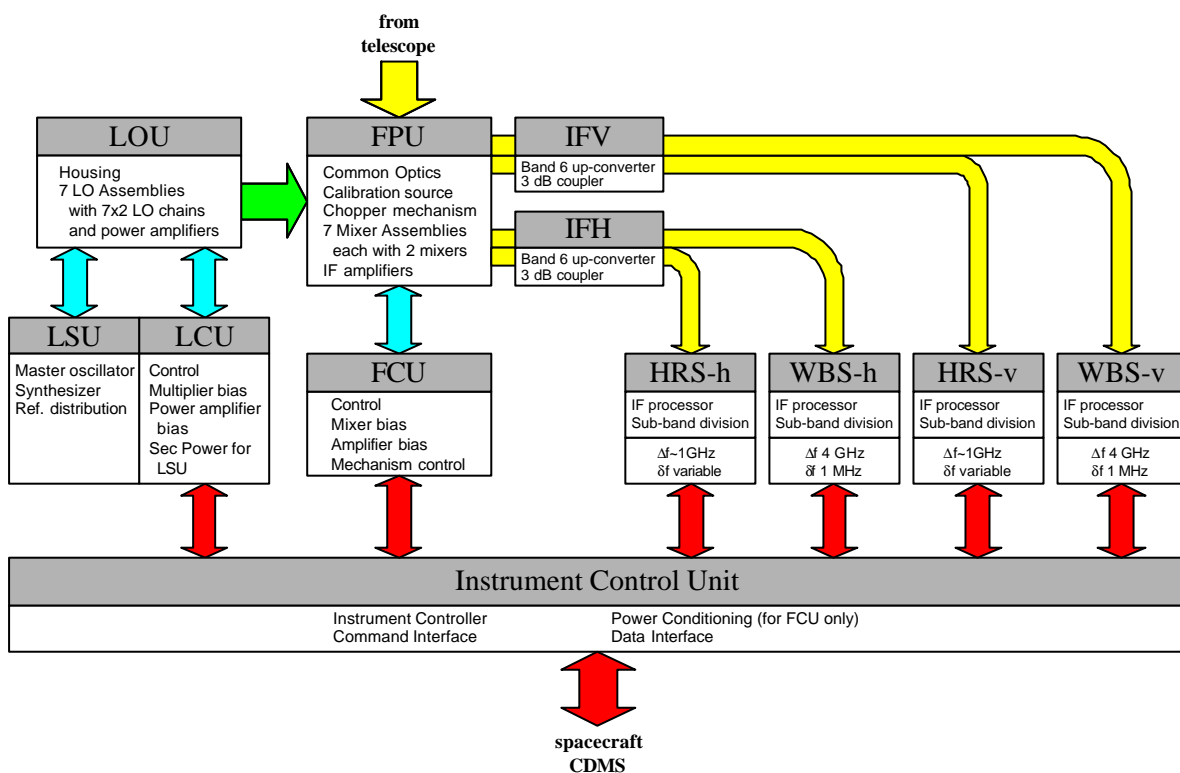 from
telescope
LOU
Housing
7 LO Assemblies
with 7x2 LO chains
and power amplifiers
FPU
Common Optics
Calibration source
Chopper mechanism
7 Mixer Assemblies
each with 2 mixers
IF amplifiers
IFV
Band 6 up-converter
3 dB coupler
IFH
Band 6 up-converter
3 dB coupler
LSU
Master oscillator
Synthesizer
Ref. distribution
LCU
Control
Multiplier bias
Power amplifier
bias
Sec Power for
LSU
FCU
Control
Mixer bias
Amplifier bias
Mechanism control
HRS-h
IF processor
Sub-band division
Δf~1GHz
δf variable
WBS-h
IF processor
Sub-band division
Δf 4 GHz
δf 1 MHz
HRS-v
IF processor
Sub-band division
Δf~1GHz
δf variable
WBS-v
IF processor
Sub-band division
Δf 4 GHz
δf 1 MHz
Instrument Control Unit
Instrument Controller
Command Interface
Power Conditioning (for FCU only)
Data Interface
spacecraft
CDMS